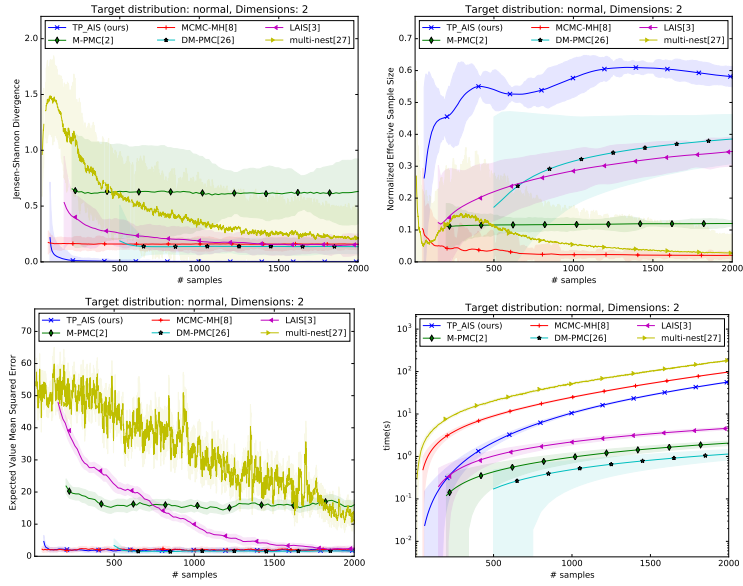 Target distribution: normal, Dimensions: 2
TP_AIS (ours) MCMC-MH[8] LAIS[3]
M-PMC[2] DM-PMC[26] multi-nest[27]
Jensen-Shannon Divergence
2.0
1.5
1.0
0.5
0.0
500 1000 1500 2000
# samples
Target distribution: normal, Dimensions: 2
TP_AIS (ours) MCMC-MH[8] LAIS[3]
M-PMC[2] DM-PMC[26] multi-nest[27]
Normalized Effective Sample Size
0.7
0.6
0.5
0.4
0.3
0.2
0.1
0.0
500 1000 1500 2000
# samples
Target distribution: normal, Dimensions: 2
TP_AIS (ours) MCMC-MH[8] LAIS[3]
M-PMC[2] DM-PMC[26] multi-nest[27]
Expected Value Mean Squared Error
70
60
50
40
30
20
10
0
500 1000 1500 2000
# samples
Target distribution: normal, Dimensions: 2
TP_AIS (ours) MCMC-MH[8] LAIS[3]
M-PMC[2] DM-PMC[26] multi-nest[27]
time(s)
10³
10²
10¹
10⁰
10⁻¹
10⁻²
500 1000 1500 2000
# samples